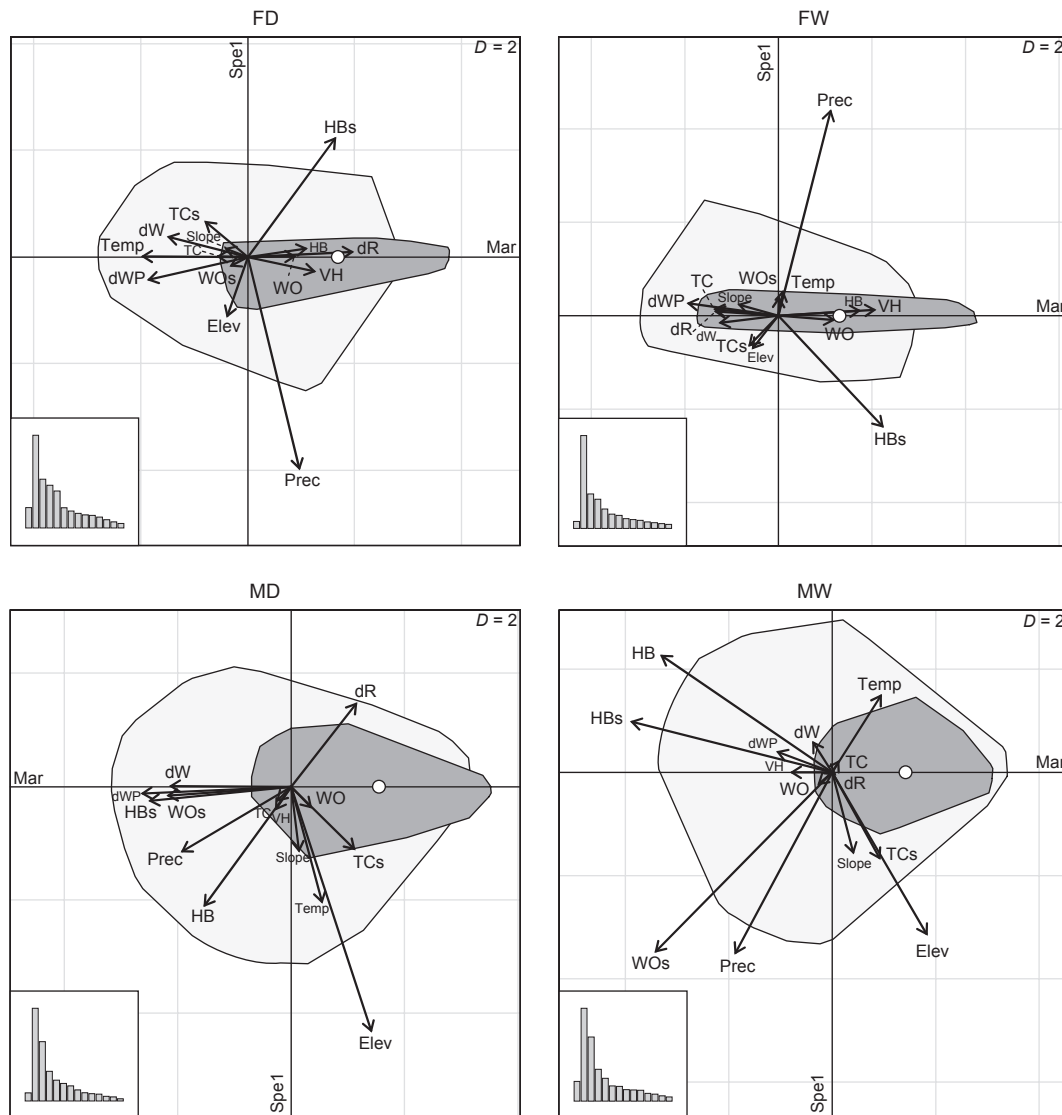 FD
D = 2
Spe1
Mar
HBs
TCs
dW
Slope
Temp
TC
HB
dR
dWP
WOs
WO
VH
Elev
Prec
FW
D = 2
Spe1
Mar
Prec
TC
WOs
Temp
dWP
Slope
HB
VH
dR
dW
WO
TCs
Elev
HBs
MD
D = 2
Mar
Spe1
dR
dW
dWP
HBs
WOs
TC
VH
WO
Prec
Slope
TCs
HB
Temp
Elev
MW
D = 2
Spe1
HB
Temp
HBs
dW
dWP
VH
TC
WO
dR
Slope
TCs
WOs
Prec
Elev